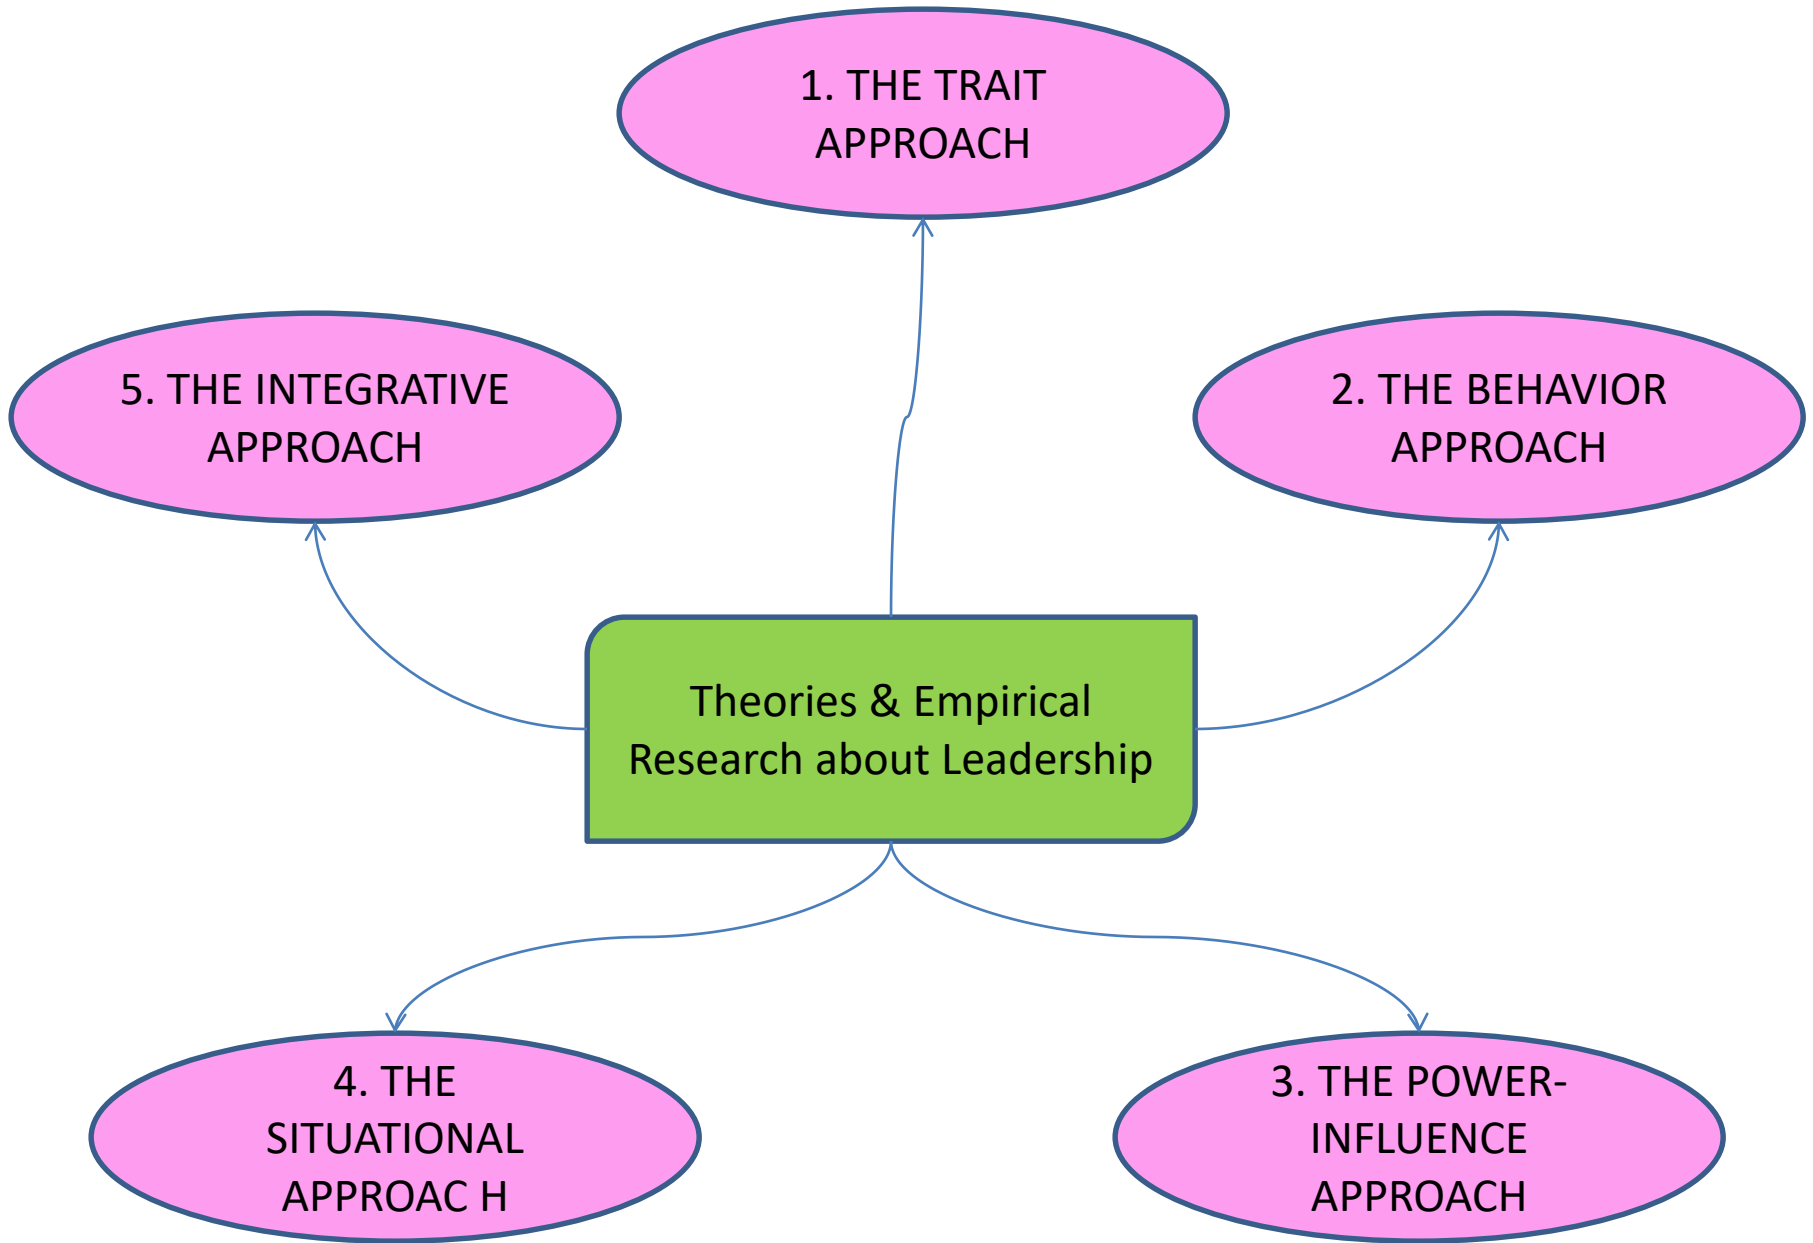 1. THE TRAIT
APPROACH
5. THE INTEGRATIVE
APPROACH
2. THE BEHAVIOR
APPROACH
Theories & Empirical
Research about Leadership
4. THE
SITUATIONAL
APPROAC H
3. THE POWER-
INFLUENCE
APPROACH